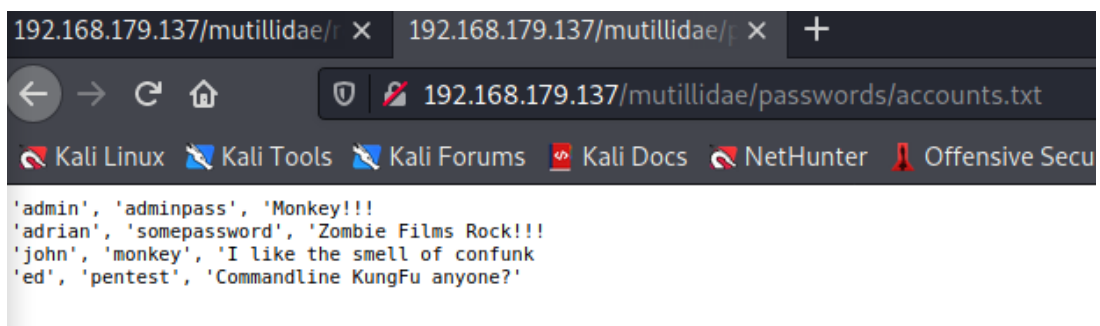 192.168.179.137/mutillidae/ 192.168.179.137/mutillidae/
192.168.179.137/mutillidae/passwords/accounts.txt
Kali Linux Kali Tools Kali Forums Kali Docs NetHunter Offensive Secu
'admin', 'adminpass', 'Monkey!!!
'adrian', 'somepassword', 'Zombie Films Rock!!!
'john', 'monkey', 'I like the smell of confunk
'ed', 'pentest', 'Commandline KungFu anyone?'